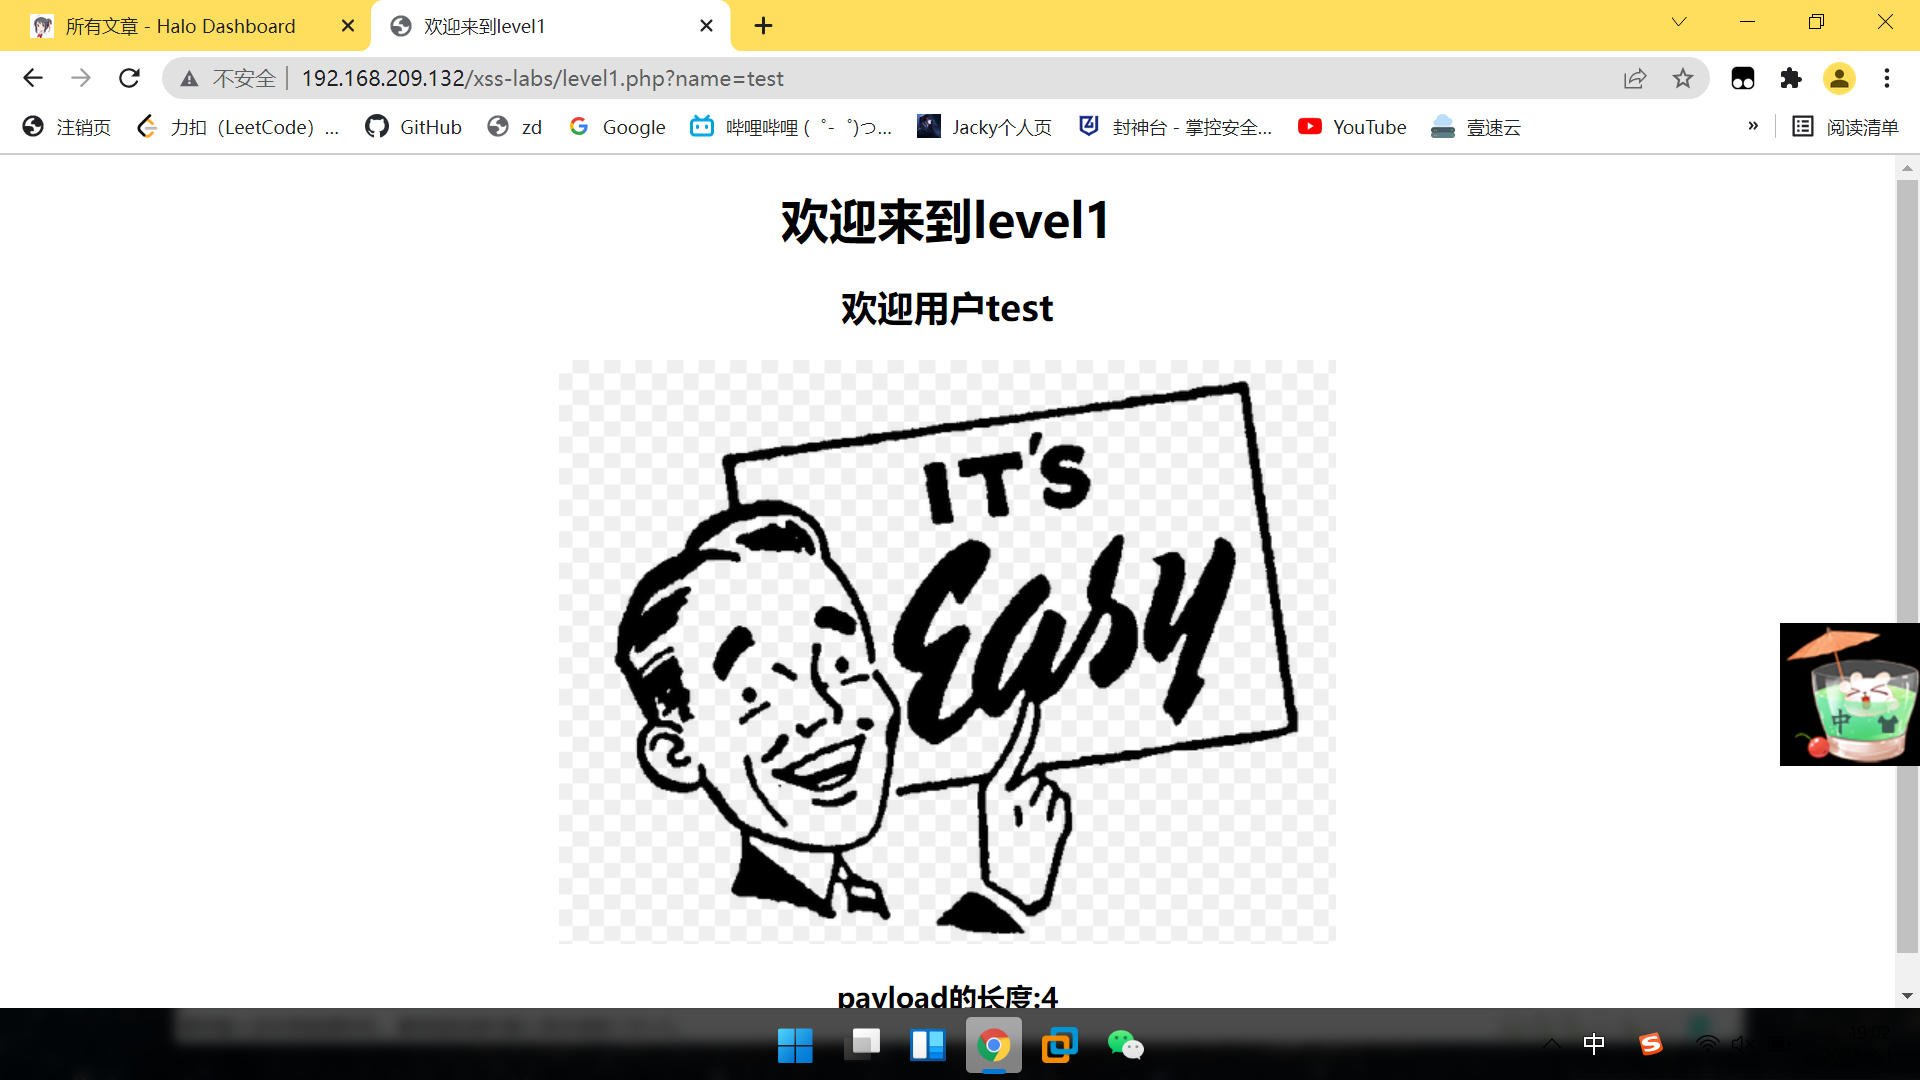 所有文章 - Halo Dashboard
欢迎来到level1
不安全 | 192.168.209.132/xss-labs/level1.php?name=test
注销页 力扣（LeetCode）... GitHub zd Google 哔哩哔哩 ( ゜- ゜)つ... Jacky个人页 封神台 - 掌控安全... YouTube 壹速云 » 阅读清单
欢迎来到level1
欢迎用户test
IT'S
Easy
中
payload的长度:4
中
19:02